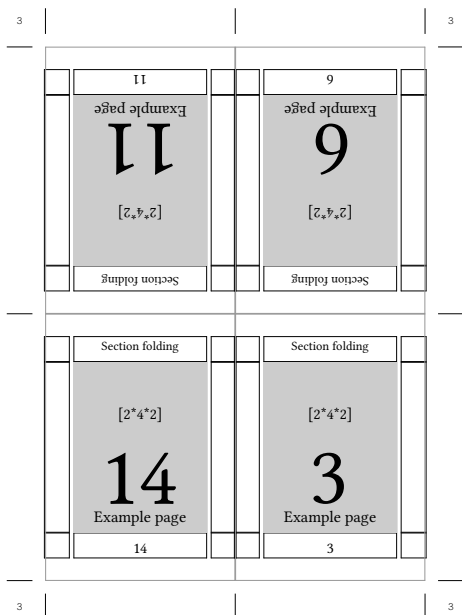 3
3
11
6
Example page
Example page
11
6
[2*4*2]
[2*4*2]
Section folding
Section folding
Section folding
Section folding
[2*4*2]
[2*4*2]
14
3
Example page
Example page
14
3
3
3